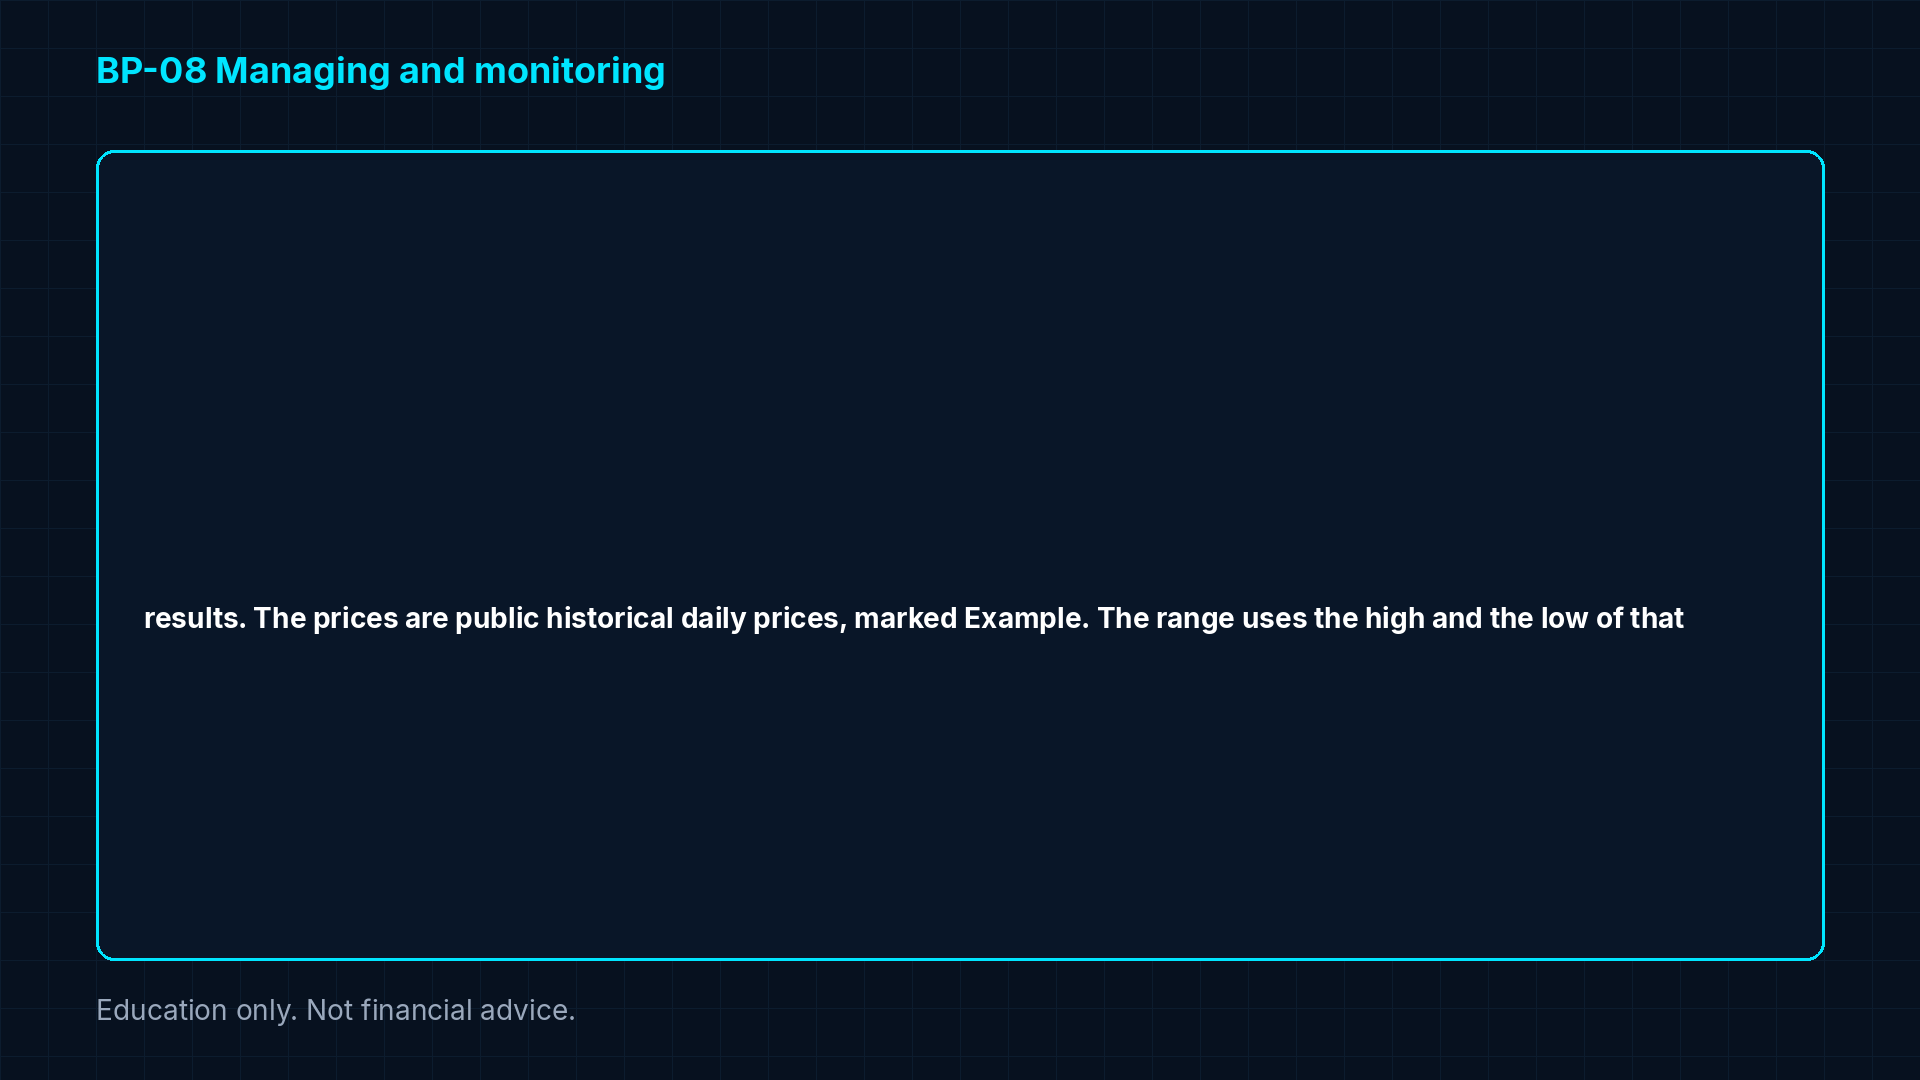 BP-08 Managing and monitoring
results. The prices are public historical daily prices, marked Example. The range uses the high and the low of that
Education only. Not financial advice.